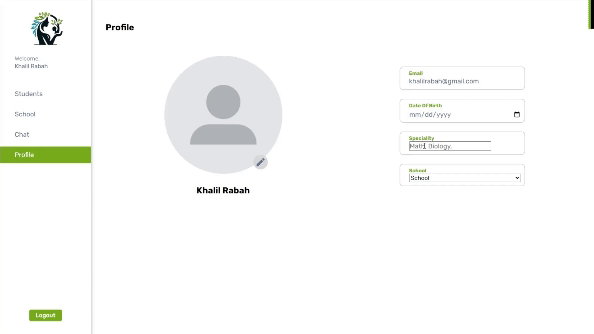 Profile
Welcome,
Khalil Rabah
Students
School
Chat
Profile
Logout
Khalil Rabah
Email
khalilrabah@gmail.com
Date Of Birth
mm/dd/yyyy
Speciality
Math, Biology.
School
School